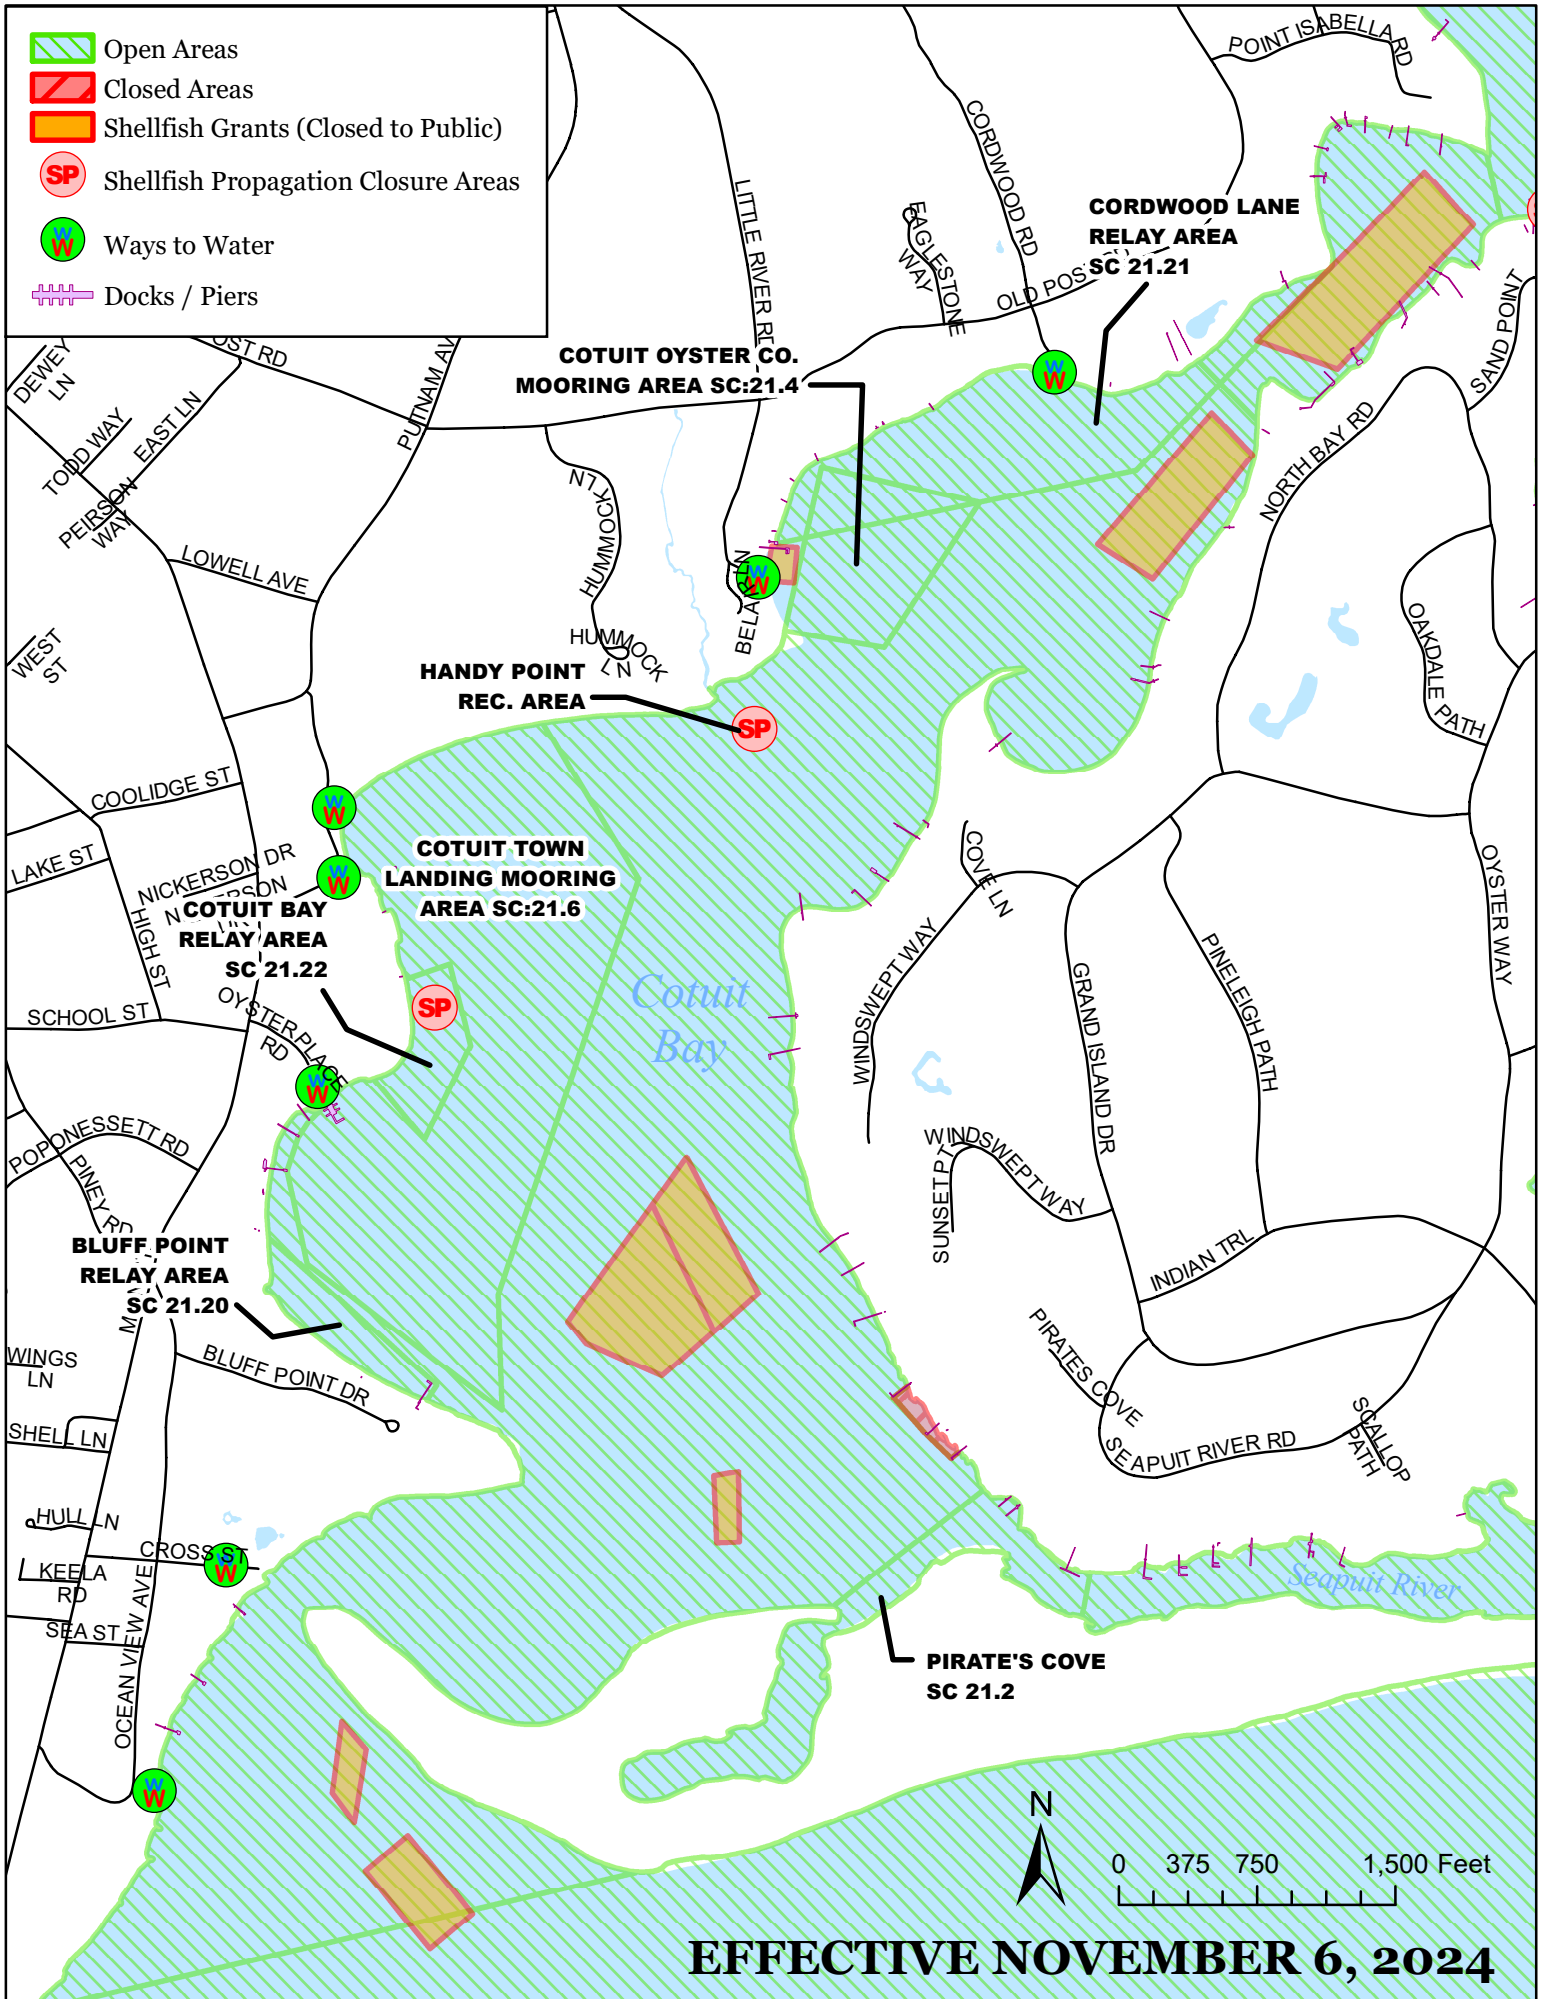 Open Areas
Closed Areas
Shellfish Grants (Closed to Public)
SP
Shellfish Propagation Closure Areas
W
W
Ways to Water
Docks / Piers
POINT ISABELLA RD
CORDWOOD RD
LITTLE RIVER RD
EAGLESTONE
WAY
CORDWOOD LANE
RELAY AREA
SC 21.21
OLD POS
SAND POINT
OST RD
PUTNAM AV
DEWEY
LN
EAST LN
TODD WAY
PEIRSON
WAY
COTUIT OYSTER CO.
MOORING AREA SC:21.4
W
W
NORTH BAY RD
HUMMOCK LN
LOWELL AVE
BELA
LN
W
W
OAKDALE PATH
WEST
ST
HUMMOCK
LN
HANDY POINT
REC. AREA
SP
COOLIDGE ST
W
W
LAKE ST
NICKERSON DR
W
W
COTUIT TOWN
LANDING MOORING
AREA SC:21.6
COVE LN
OYSTER WAY
HIGH ST
COTUIT BAY
RELAY AREA
SC 21.22
WINDSWEPT WAY
PINELEIGH PATH
GRAND ISLAND DR
Cotuit
Bay
SP
SCHOOL ST
OYSTER PLACE
RD
W
W
POPONESSETT RD
PINEY RD
WINDSWEPT WAY
SUNSET PT
INDIAN TRL
BLUFF POINT
RELAY AREA
SC 21.20
M
WINGS
LN
BLUFF POINT DR
PIRATES COVE
SCALLOP
PATH
SHELL LN
SEAPUIT RIVER RD
HULL LN
CROSS ST
W
W
KEELA
RD
SEA ST
OCEAN VIEW AVE
Seapuit River
PIRATE'S COVE
SC 21.2
W
W
N
0 375 750 1,500 Feet
EFFECTIVE NOVEMBER 6, 2024